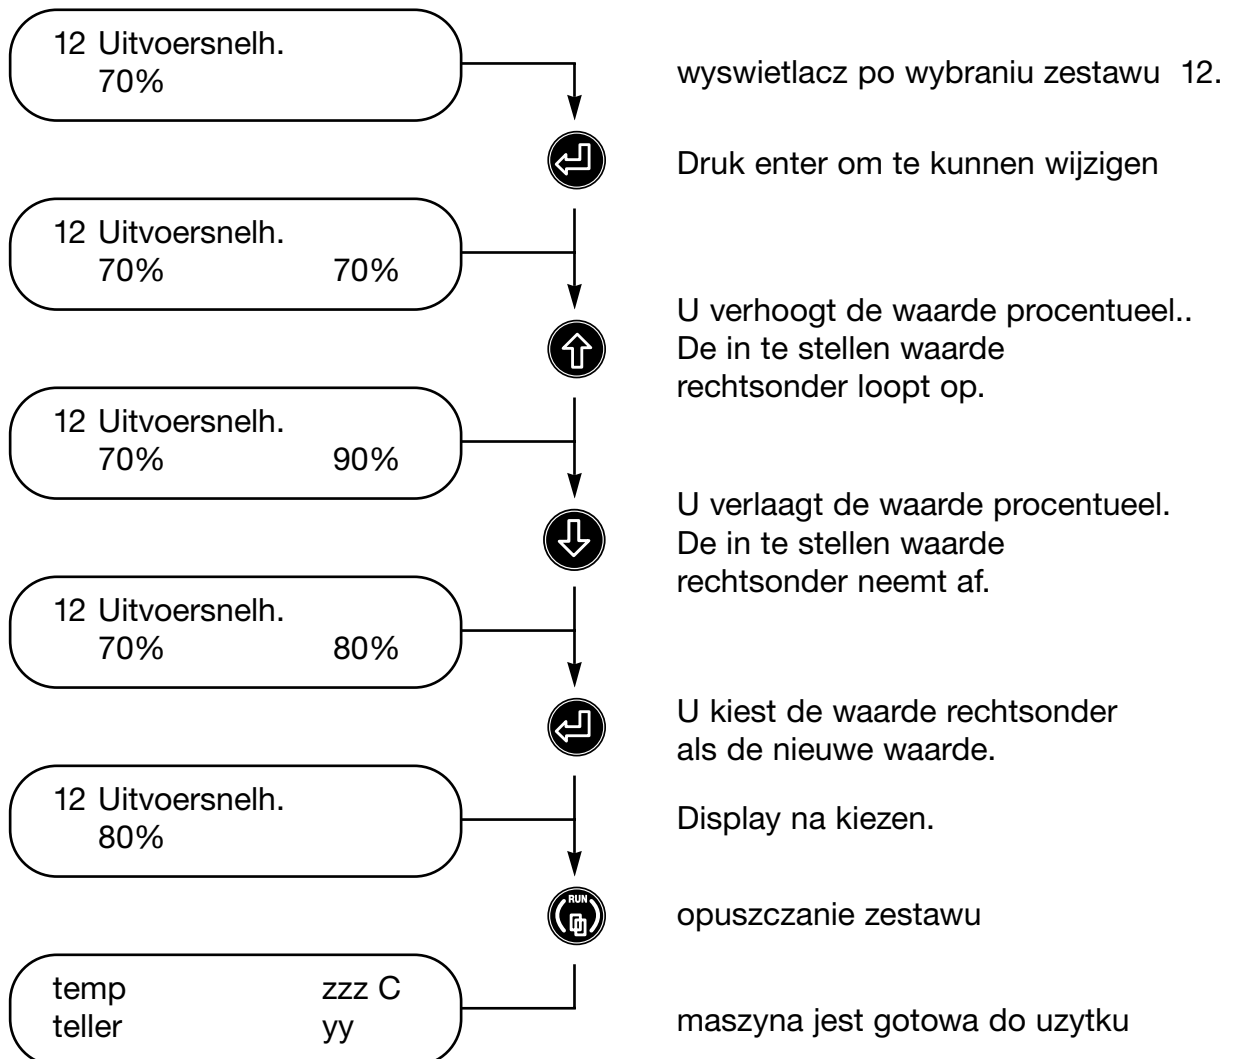 12 Uitvoersnelh.
70%
wyswietlacz po wybraniu zestawu 12.
Druk enter om te kunnen wijzigen
12 Uitvoersnelh.
70% 70%
U verhoogt de waarde procentueel..
De in te stellen waarde
rechtsonder loopt op.
12 Uitvoersnelh.
70% 90%
U verlaagt de waarde procentueel.
De in te stellen waarde
rechtsonder neemt af.
12 Uitvoersnelh.
70% 80%
U kiest de waarde rechtsonder
als de nieuwe waarde.
12 Uitvoersnelh.
80%
Display na kiezen.
RUN
opuszczanie zestawu
temp zzz C
teller yy
maszyna jest gotowa do uzytku